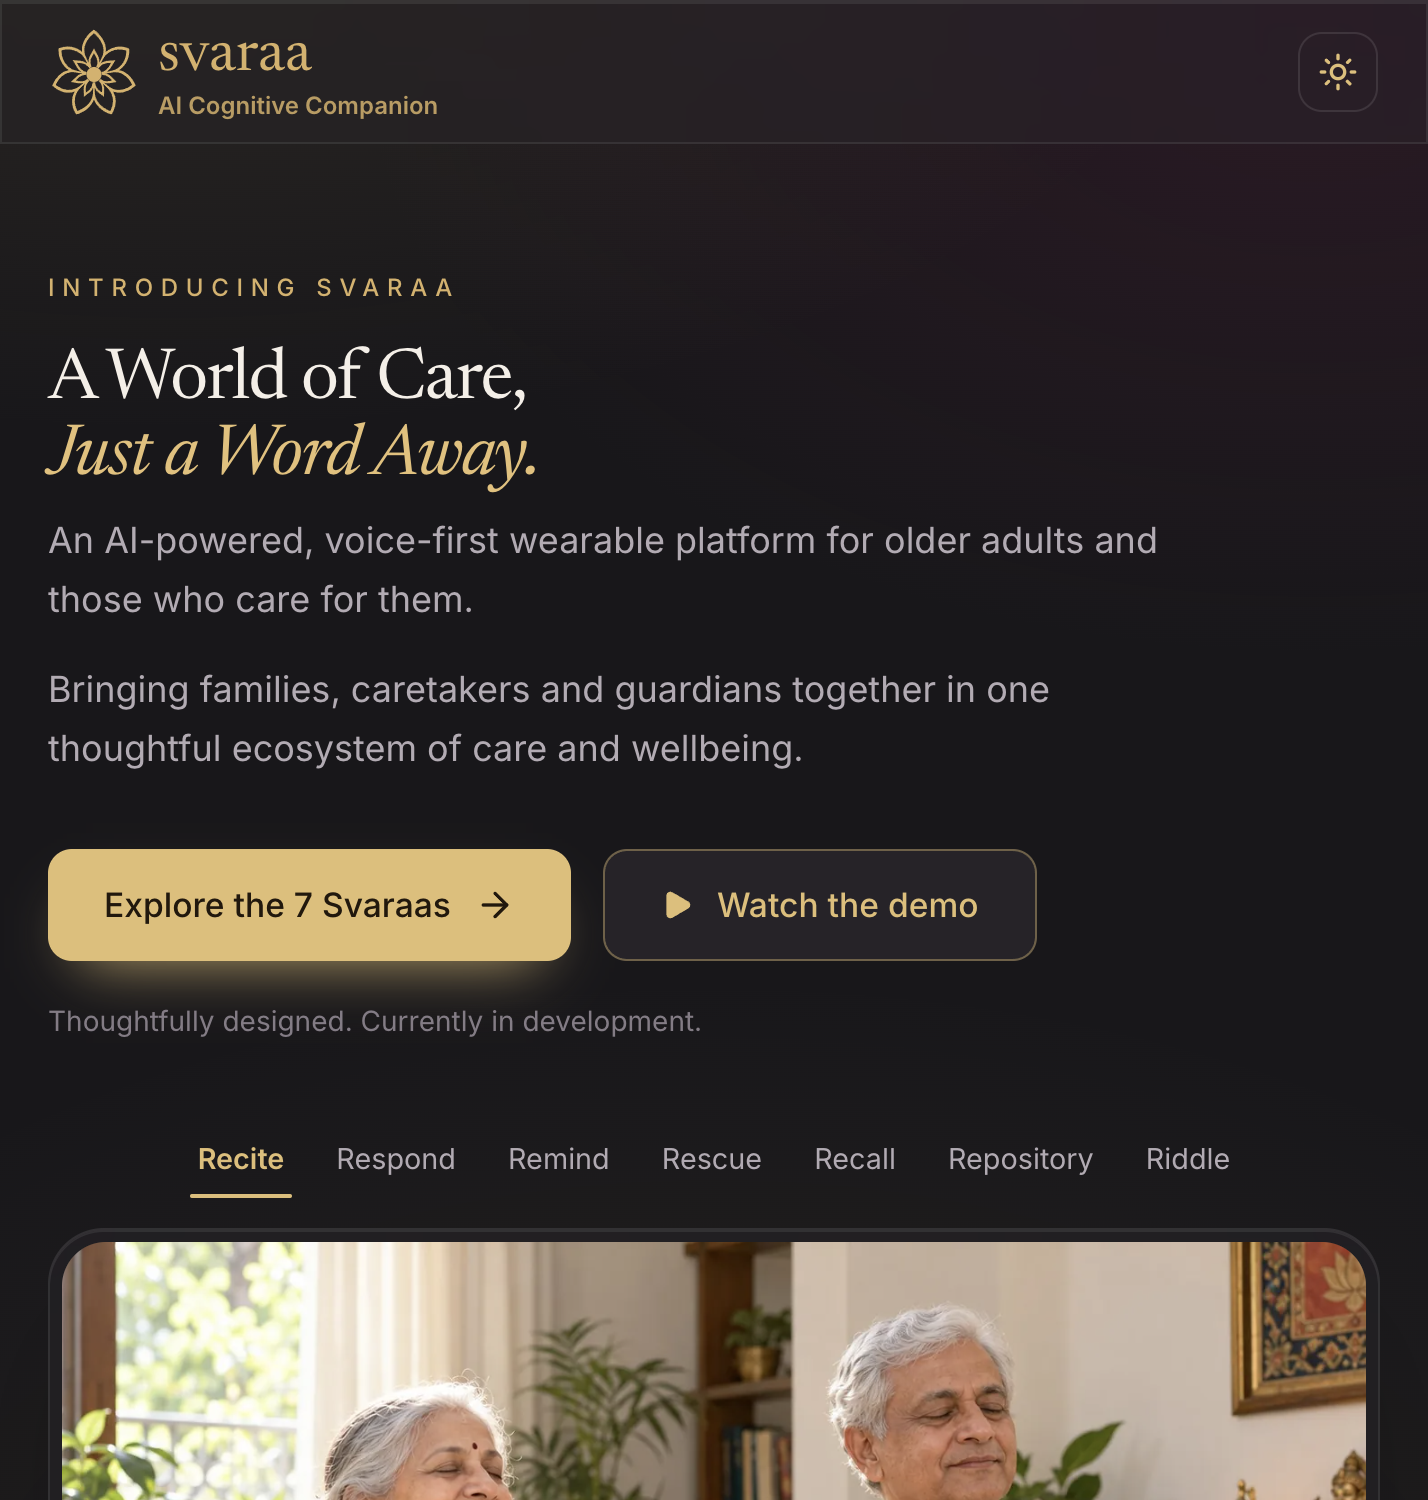 svaraa
AI Cognitive Companion
INTRODUCING SVARAA
A World of Care,
Just a Word Away.
An AI-powered, voice-first wearable platform for older adults and
those who care for them.
Bringing families, caretakers and guardians together in one
thoughtful ecosystem of care and wellbeing.
Explore the 7 Svaraas
Watch the demo
Thoughtfully designed. Currently in development.
Recite Respond Remind Rescue Recall Repository Riddle